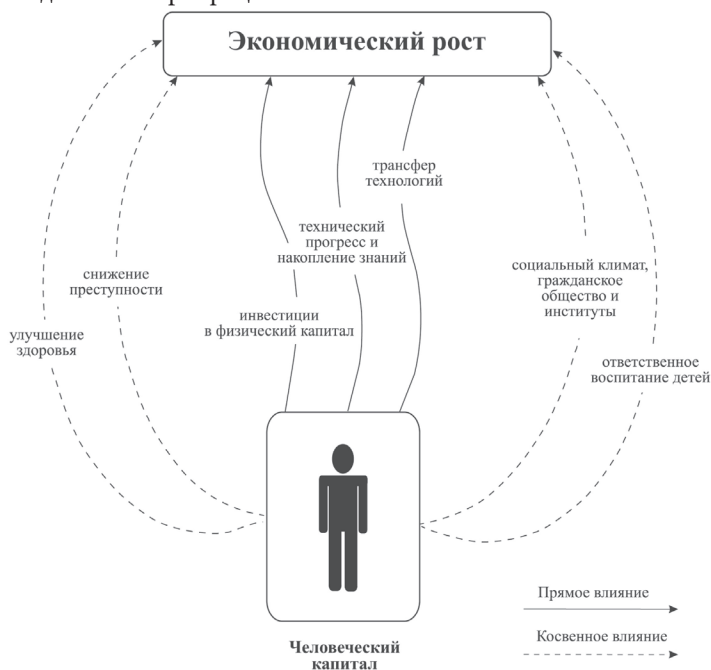 Экономический рост
трансфер
технологий
технический
прогресс и
накопление знаний
снижение
преступности
социальный климат,
гражданское
общество и
институты
инвестиции
в физический капитал
улучшение
здоровья
ответственное
воспитание детей
Прямое влияние
Косвенное влияние
Человеческий
капитал